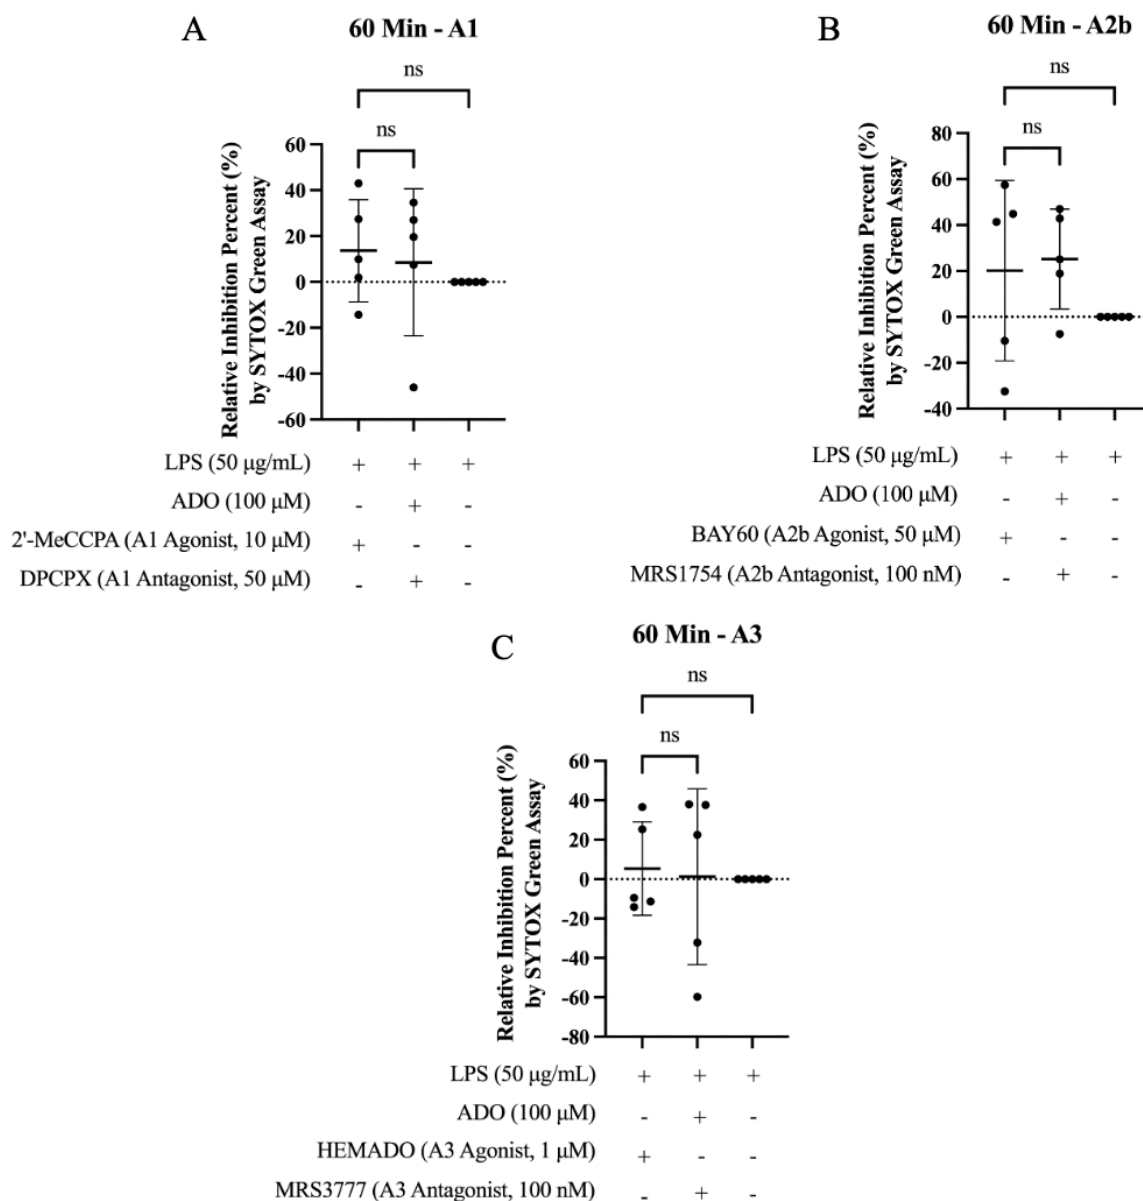 A
60 Min - A1
ns
ns
Relative Inhibition Percent (%)
by SYTOX Green Assay
60
40
20
0
-20
-40
-60
LPS (50 μg/mL) + + +
ADO (100 μM) - + -
2'-MeCCPA (A1 Agonist, 10 μM) + - -
DPCPX (A1 Antagonist, 50 μM) - + -
B
60 Min - A2b
ns
ns
Relative Inhibition Percent (%)
by SYTOX Green Assay
80
60
40
20
0
-20
-40
LPS (50 μg/mL) + + +
ADO (100 μM) - + -
BAY60 (A2b Agonist, 50 μM) + - -
MRS1754 (A2b Antagonist, 100 nM) - + -
C
60 Min - A3
ns
ns
Relative Inhibition Percent (%)
by SYTOX Green Assay
60
40
20
0
-20
-40
-60
-80
LPS (50 μg/mL) + + +
ADO (100 μM) - + -
HEMADO (A3 Agonist, 1 μM) + - -
MRS3777 (A3 Antagonist, 100 nM) - + -